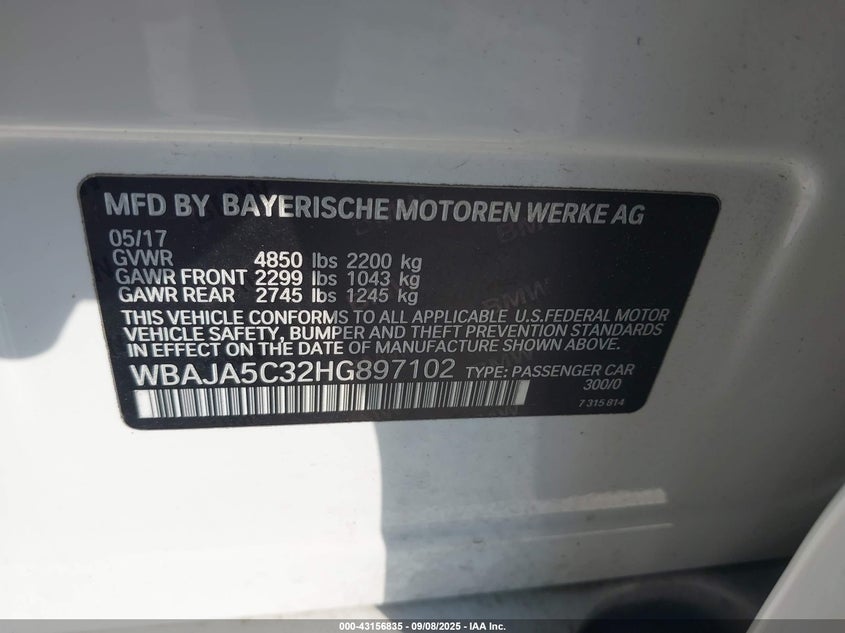 MFD BY BAYERISCHE MOTOREN WERKE AG
05/17
GVWR 4850 lbs 2200 kg
GAWR FRONT 2299 lbs 1043 kg
GAWR REAR 2745 lbs 1245 kg
THIS VEHICLE CONFORMS TO ALL APPLICABLE U.S.FEDERAL MOTOR
VEHICLE SAFETY, BUMPER AND THEFT PREVENTION STANDARDS
IN EFFECT ON THE DATE OF MANUFACTURE SHOWN ABOVE.
WBAJA5C32HG897102 TYPE: PASSENGER CAR
300/0
7 315 814
000-43156835 - 09/08/2025 - IAA Inc.